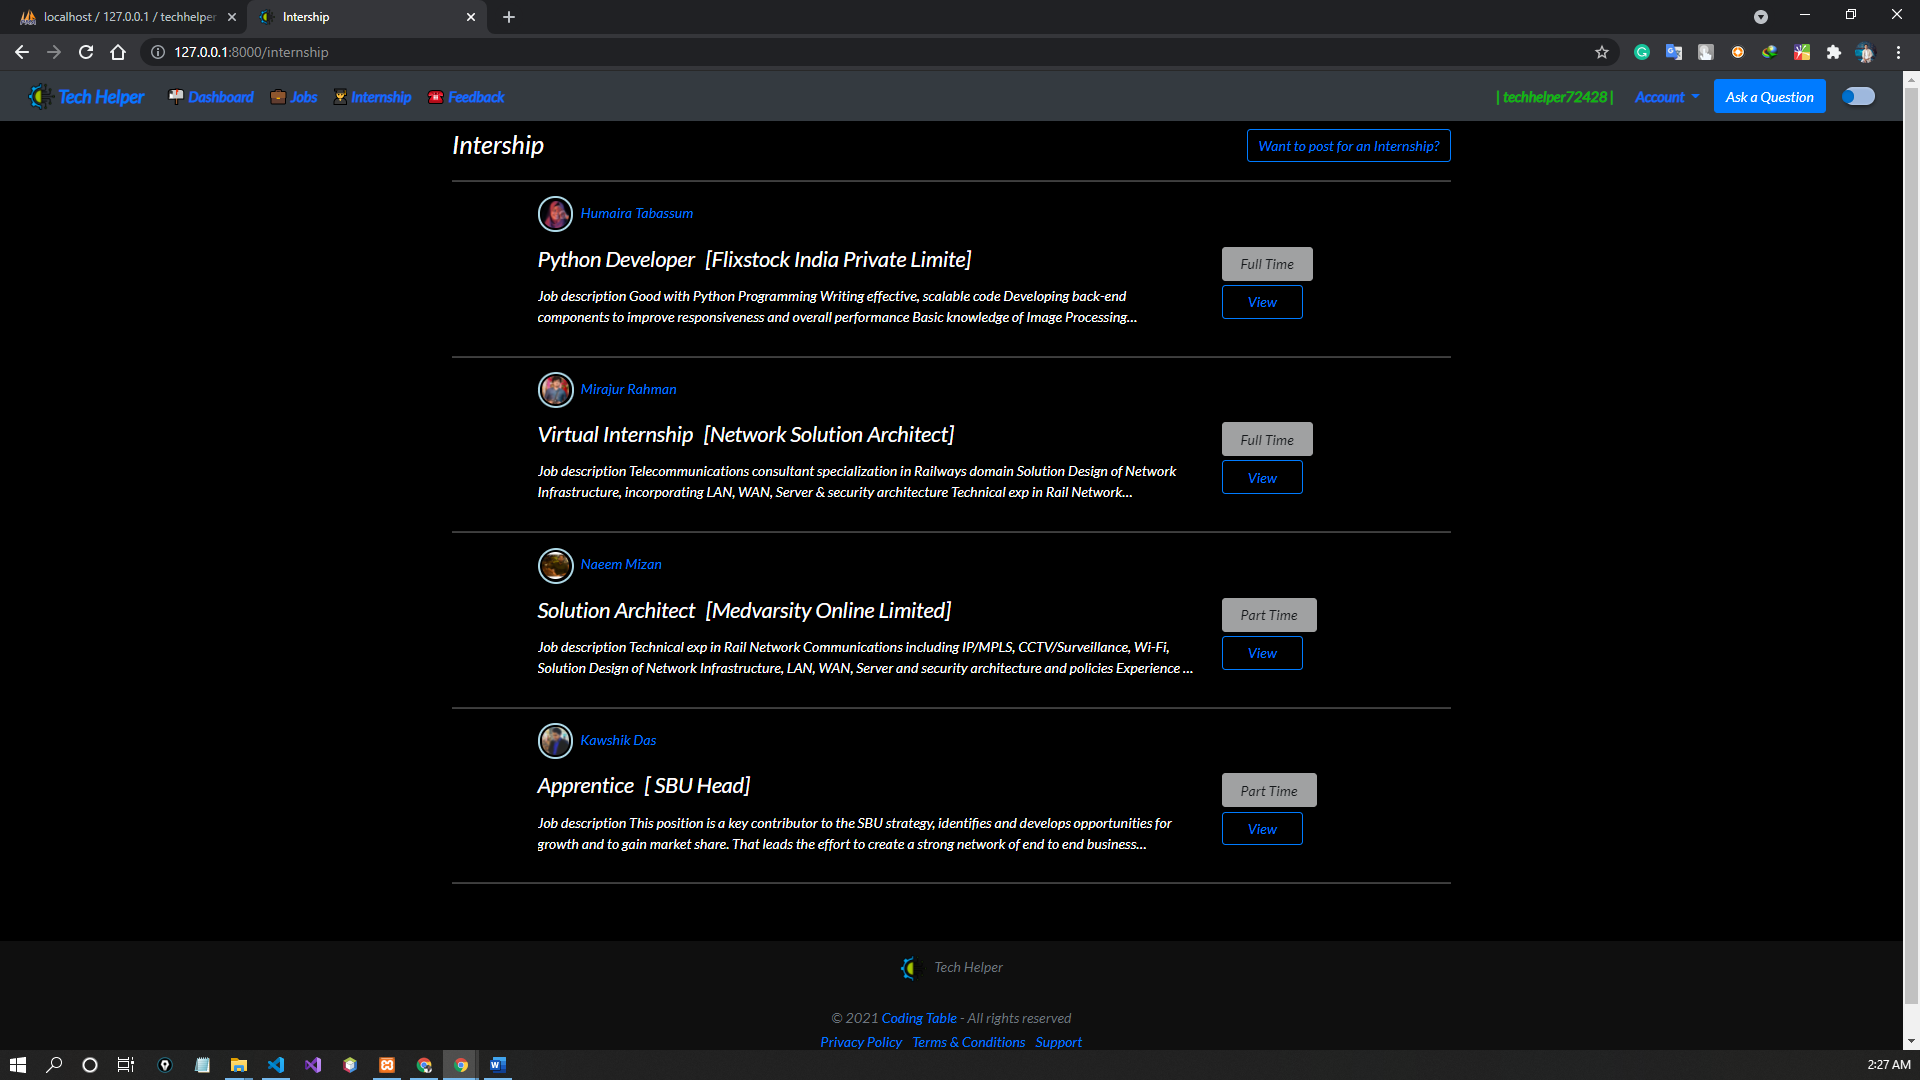 localhost / 127.0.0.1 / techhelper
Intership
127.0.0.1:8000/internship
Tech Helper
Dashboard
Jobs
Internship
Feedback
| techhelper72428 |
Account
Ask a Question
Intership
Want to post for an Internship?
Humaira Tabassum
Python Developer [Flixstock India Private Limite]
Full Time
Job description Good with Python Programming Writing effective, scalable code Developing back-end
components to improve responsiveness and overall performance Basic knowledge of Image Processing...
View
Mirajur Rahman
Virtual Internship [Network Solution Architect]
Full Time
Job description Telecommunications consultant specialization in Railways domain Solution Design of Network
Infrastructure, incorporating LAN, WAN, Server & security architecture Technical exp in Rail Network...
View
Naeem Mizan
Solution Architect [Medvarsity Online Limited]
Part Time
Job description Technical exp in Rail Network Communications including IP/MPLS, CCTV/Surveillance, Wi-Fi,
Solution Design of Network Infrastructure, LAN, WAN, Server and security architecture and policies Experience ...
View
Kawshik Das
Apprentice [ SBU Head]
Part Time
Job description This position is a key contributor to the SBU strategy, identifies and develops opportunities for
growth and to gain market share. That leads the effort to create a strong network of end to end business...
View
Tech Helper
© 2021 Coding Table - All rights reserved
Privacy Policy Terms & Conditions Support
2:27 AM